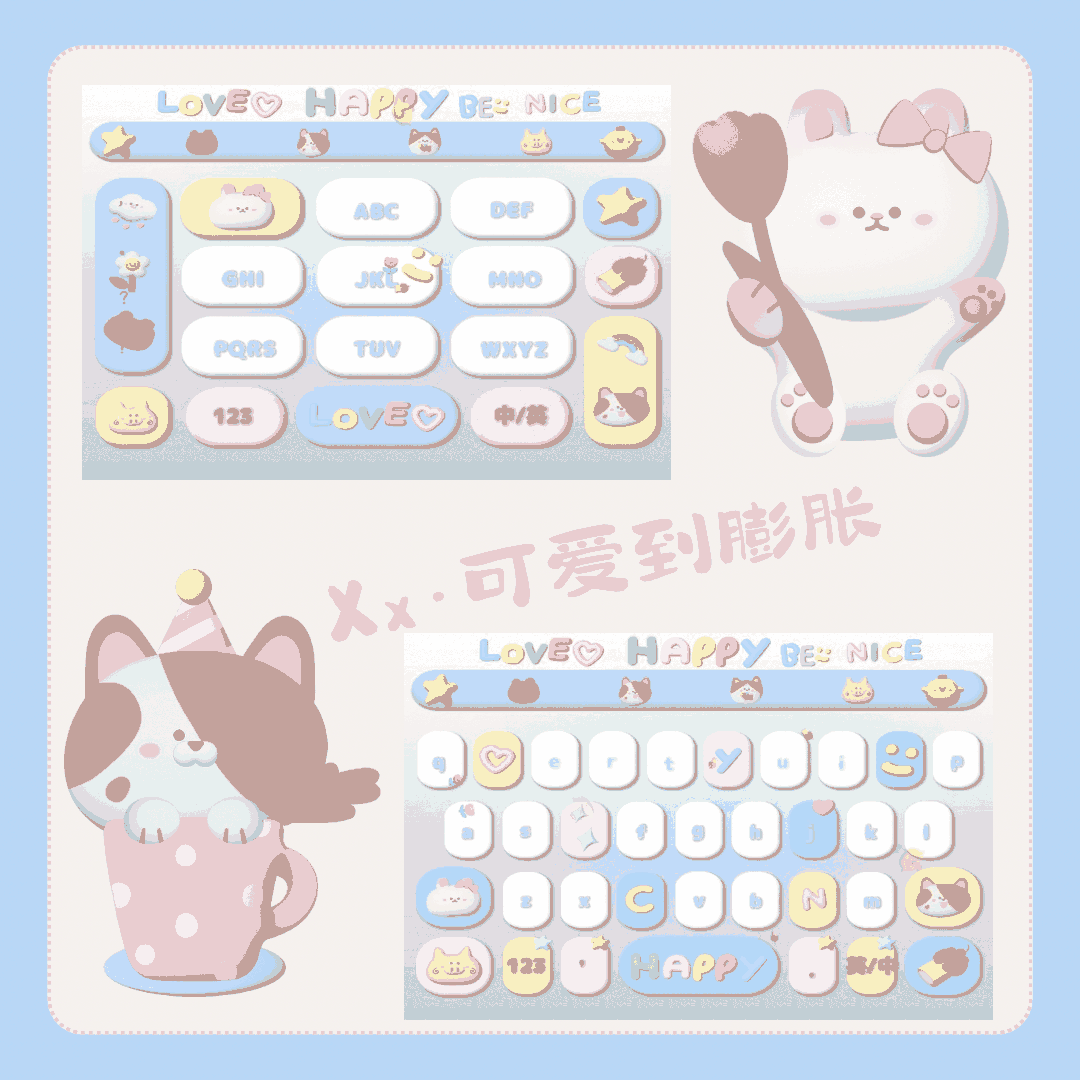 LOVE HAPPY BE NICE
ABC DEF
GHI JKL MNO
PQRS TUV WXYZ
123 LOVE 中/英
Xx·可爱到膨胀
LOVE HAPPY BE NICE
q e r t y u i p
a s f g h j k l
z x C v b N m
123 , HAPPY . 英/中